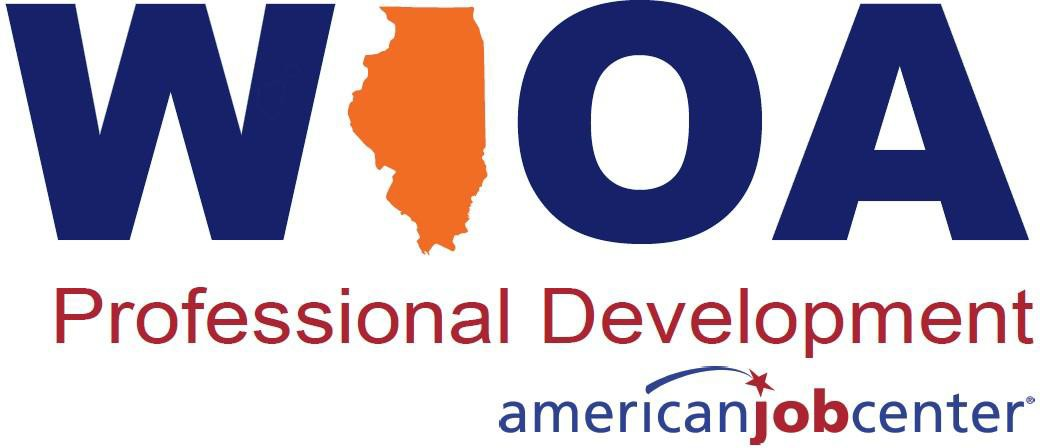 WIOA
Professional Development
americanjobcenter®